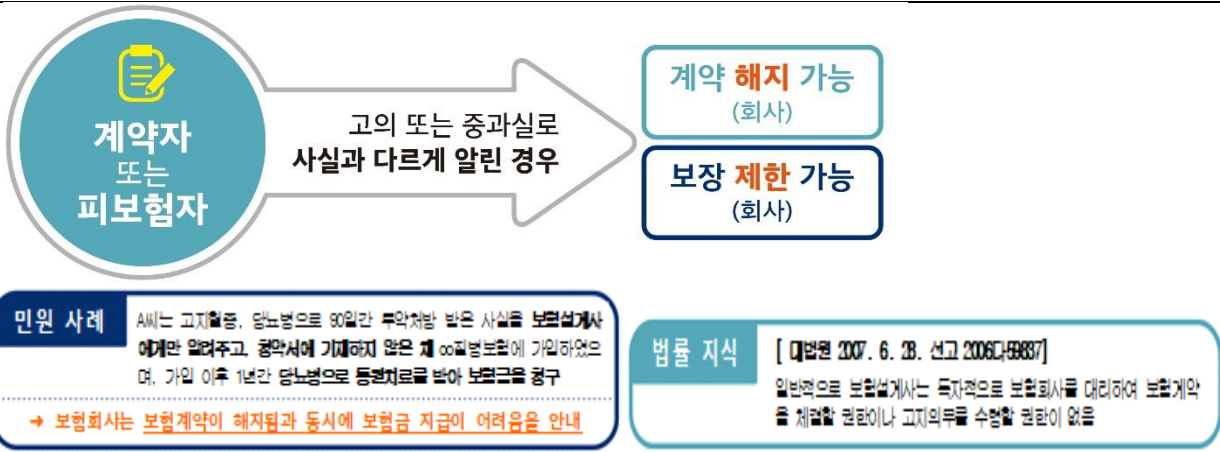 계약자
또는
피보험자
고의 또는 중과실로
사실과 다르게 알린 경우
계약 해지 가능
(회사)
보장 제한 가능
(회사)
민원 사례
A씨는 고지혈증, 당뇨병으로 90일간 투약처방 받은 사실을 보험설계사
에게만 알려주고, 청약서에 기재하지 않은 채 ∞질병보험에 가입하였으
며, 가입 이후 1년간 당뇨병으로 통원치료를 받아 보험금을 청구
→ 보험회사는 보험계약이 해지됨과 동시에 보험금 지급이 어려움을 안내
법률 지식
[ 대법원 2007. 6. 28. 선고 2006다59837]
일반적으로 보험설계사는 독자적으로 보험회사를 대리하여 보험계약
을 체결할 권한이나 고지의무를 수령할 권한이 없음